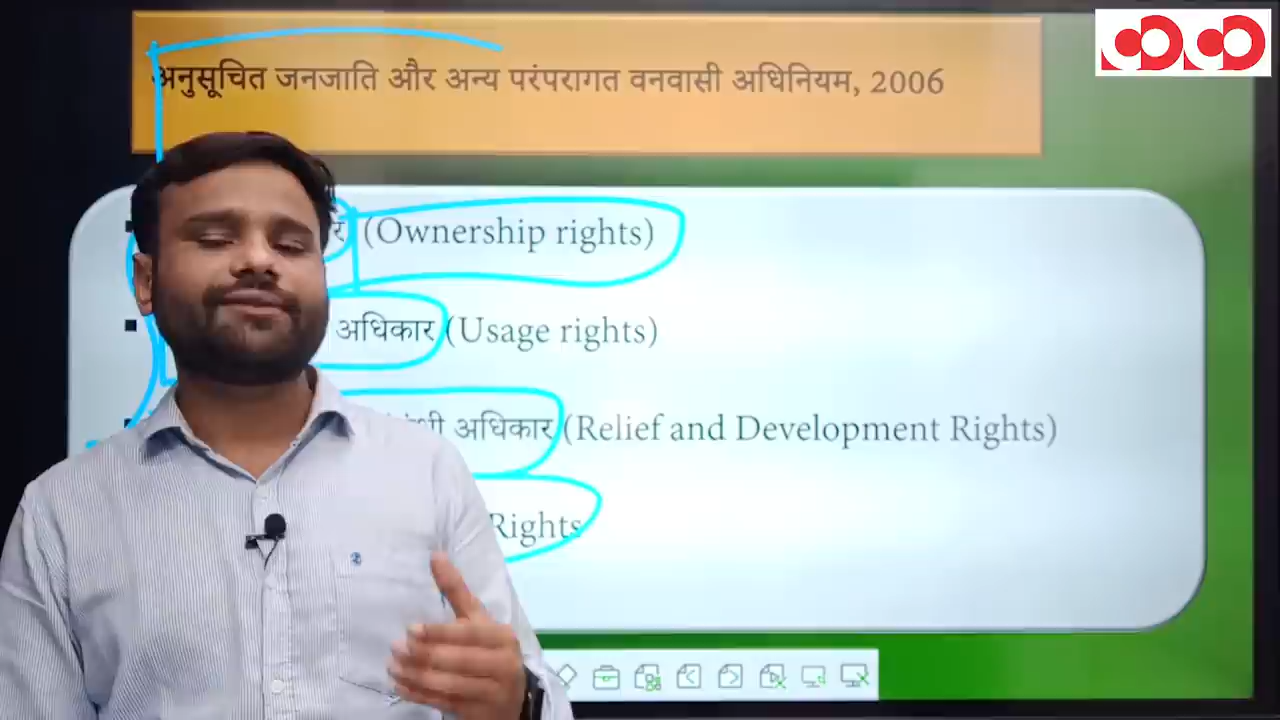 अनुसूचित जनजाति और अन्य परंपरागत वनवासी अधिनियम, 2006
(Ownership rights)
अधिकार (Usage rights)
अधिकार (Relief and Development Rights)
Rights